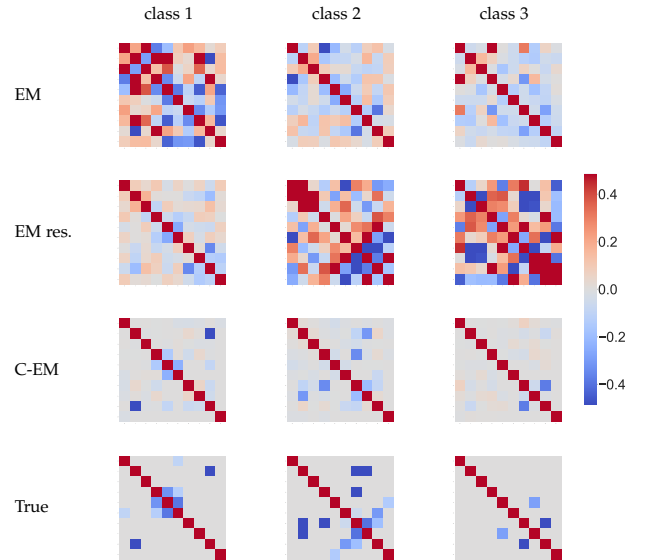 class 1 class 2 class 3
EM
EM res.
0.4
0.2
0.0
−0.2
−0.4
C-EM
True